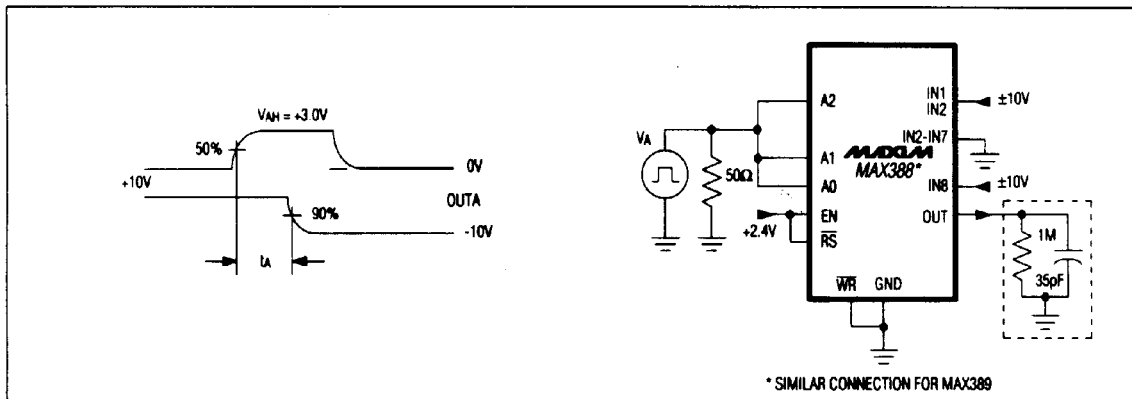 VAH = +3.0V
50%
0V
+10V
OUTA
90%
-10V
tA
VA
50Ω
+2.4V
A2
A1
A0
EN
RS
WR GND
MAXIM
MAX388*
IN1
IN2
IN2-IN7
IN8
OUT
±10V
±10V
1M
35pF
* SIMILAR CONNECTION FOR MAX389